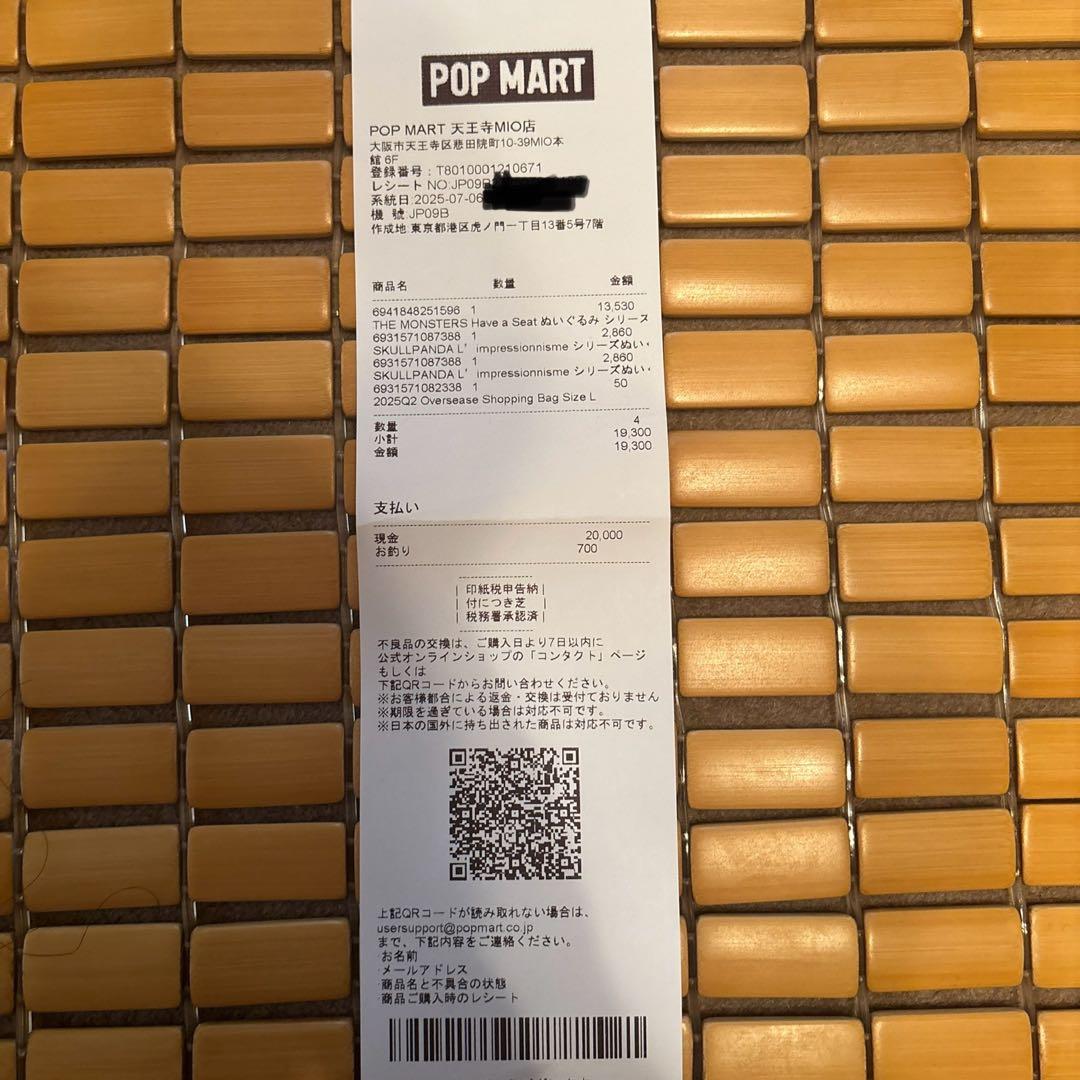 POP MART
POP MART 天王寺MIO店
大阪市天王寺区悲田院町10-39MIO本
館 6F
登録番号：T8010001210671
レシート NO:JP09B
系統日:2025-07-06
機 號:JP09B
作成地:東京都港区虎ノ門一丁目13番5号7階
商品名 数量 金額
6941848251596 1 13,530
THE MONSTERS Have a Seat ぬいぐるみ シリーズ
6931571087388 1 2,860
SKULLPANDA L' impressionnisme シリーズぬい
6931571087388 1 2,860
SKULLPANDA L' impressionnisme シリーズぬい
6931571082338 1 50
2025Q2 Oversease Shopping Bag Size L
数量 4
小計 19,300
金額 19,300
支払い
現金 20,000
お釣り 700
印紙税申告納
付につき芝
税務署承認済
不良品の交換は、ご購入日より7日以内に
公式オンラインショップの「コンタクト」ページ
もしくは
下記QRコードからお問い合わせください。
※お客様都合による返金・交換は受付ておりません
※期限を過ぎている場合は対応不可です。
※日本の国外に持ち出された商品は対応不可です。
上記QRコードが読み取れない場合は、
usersupport@popmart.co.jp
まで、下記内容をご連絡ください。
·お名前
·メールアドレス
·商品名と不具合の状態
·商品ご購入時のレシート